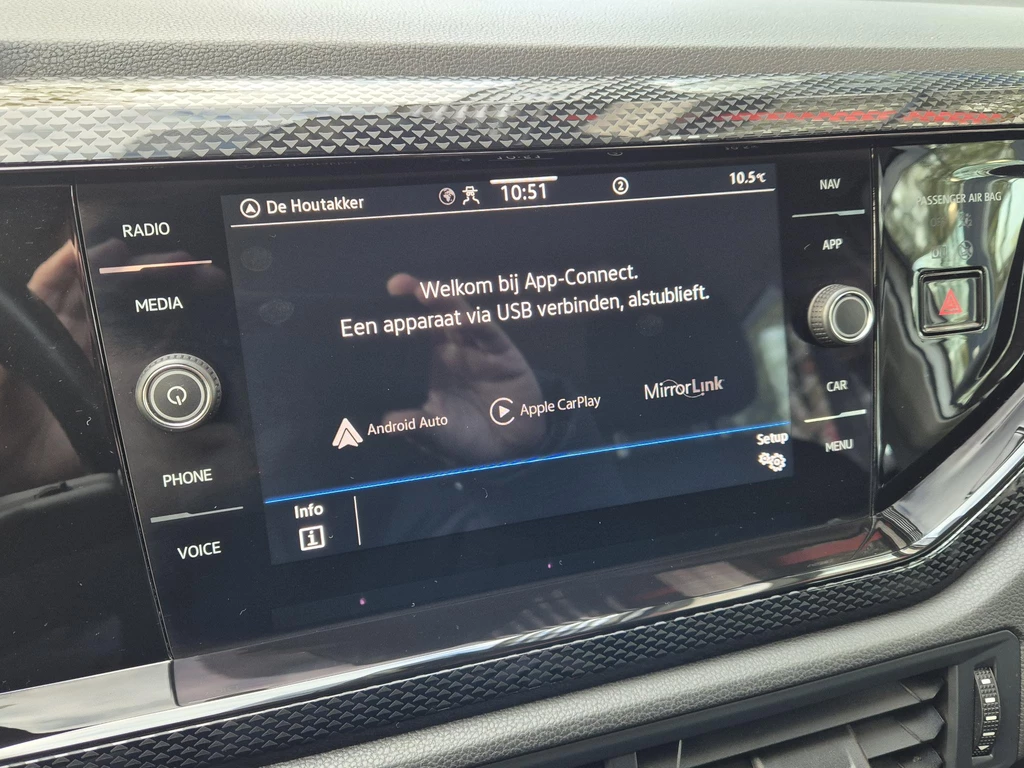 RADIO
MEDIA
PHONE
VOICE
De Houtakker
10:51
2
10.5℃
Welkom bij App-Connect.
Een apparaat via USB verbinden, alstublieft.
Android Auto
Apple CarPlay
MirrorLink
Setup
Info
i
NAV
APP
CAR
MENU
PASSENGER AIR BAG